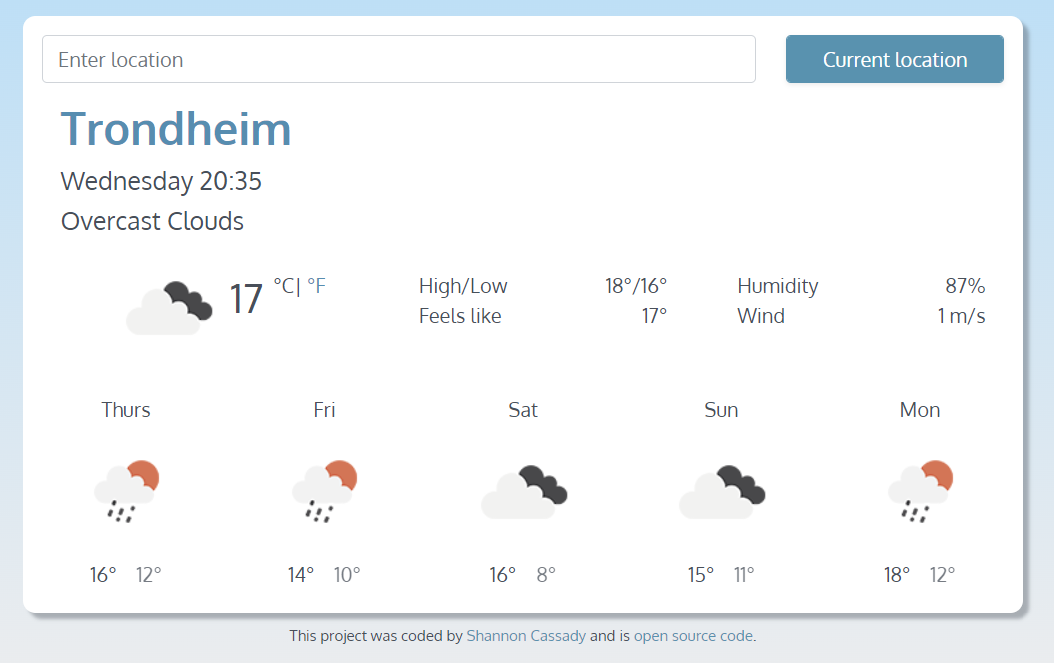 Enter location
Current location
Trondheim
Wednesday 20:35
Overcast Clouds
17 °C| °F
High/Low 18°/16°
Feels like 17°
Humidity 87%
Wind 1 m/s
Thurs Fri Sat Sun Mon
16° 12° 14° 10° 16° 8° 15° 11° 18° 12°
This project was coded by Shannon Cassady and is open source code.